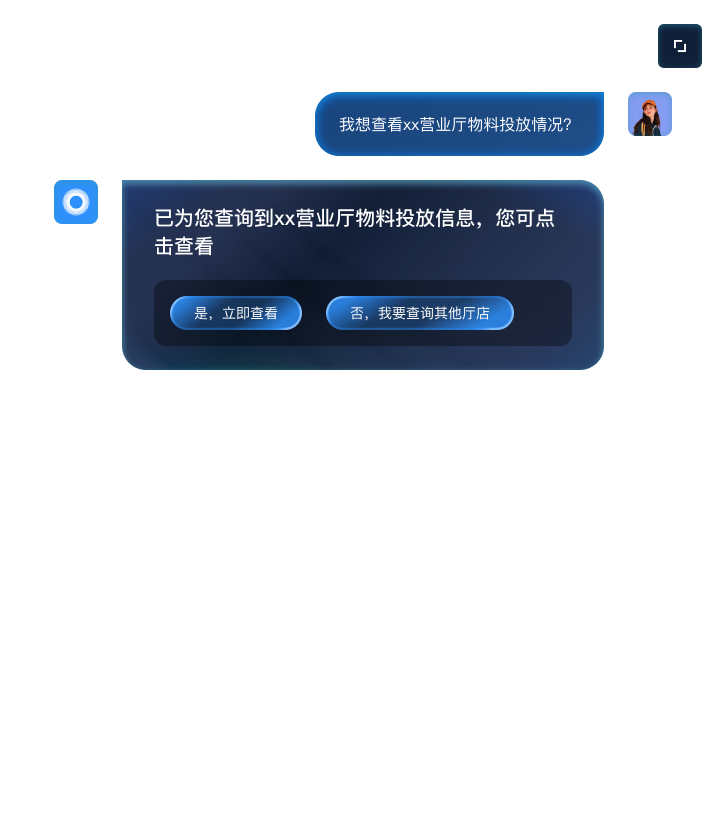 我想查看xx营业厅物料投放情况?
已为您查询到xx营业厅物料投放信息，您可点
击查看
是，立即查看
否，我要查询其他厅店